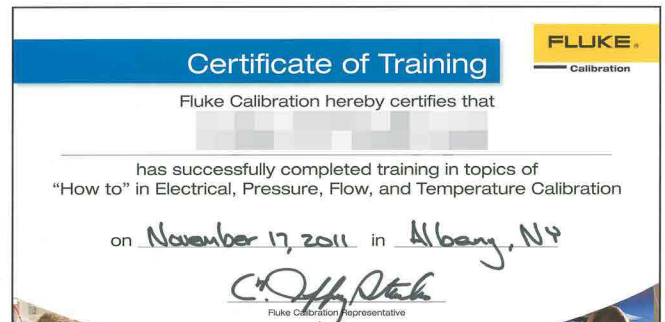 FLUKE®
Calibration
Certificate of Training
Fluke Calibration hereby certifies that
has successfully completed training in topics of
“How to” in Electrical, Pressure, Flow, and Temperature Calibration
on November 17, 2011 in Albany, NY
Fluke Calibration Representative